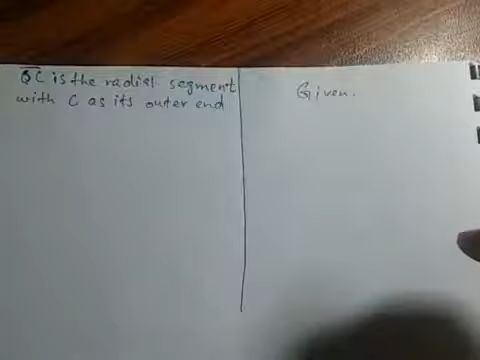 QC is the radial segment
with C as its outer end
Given.